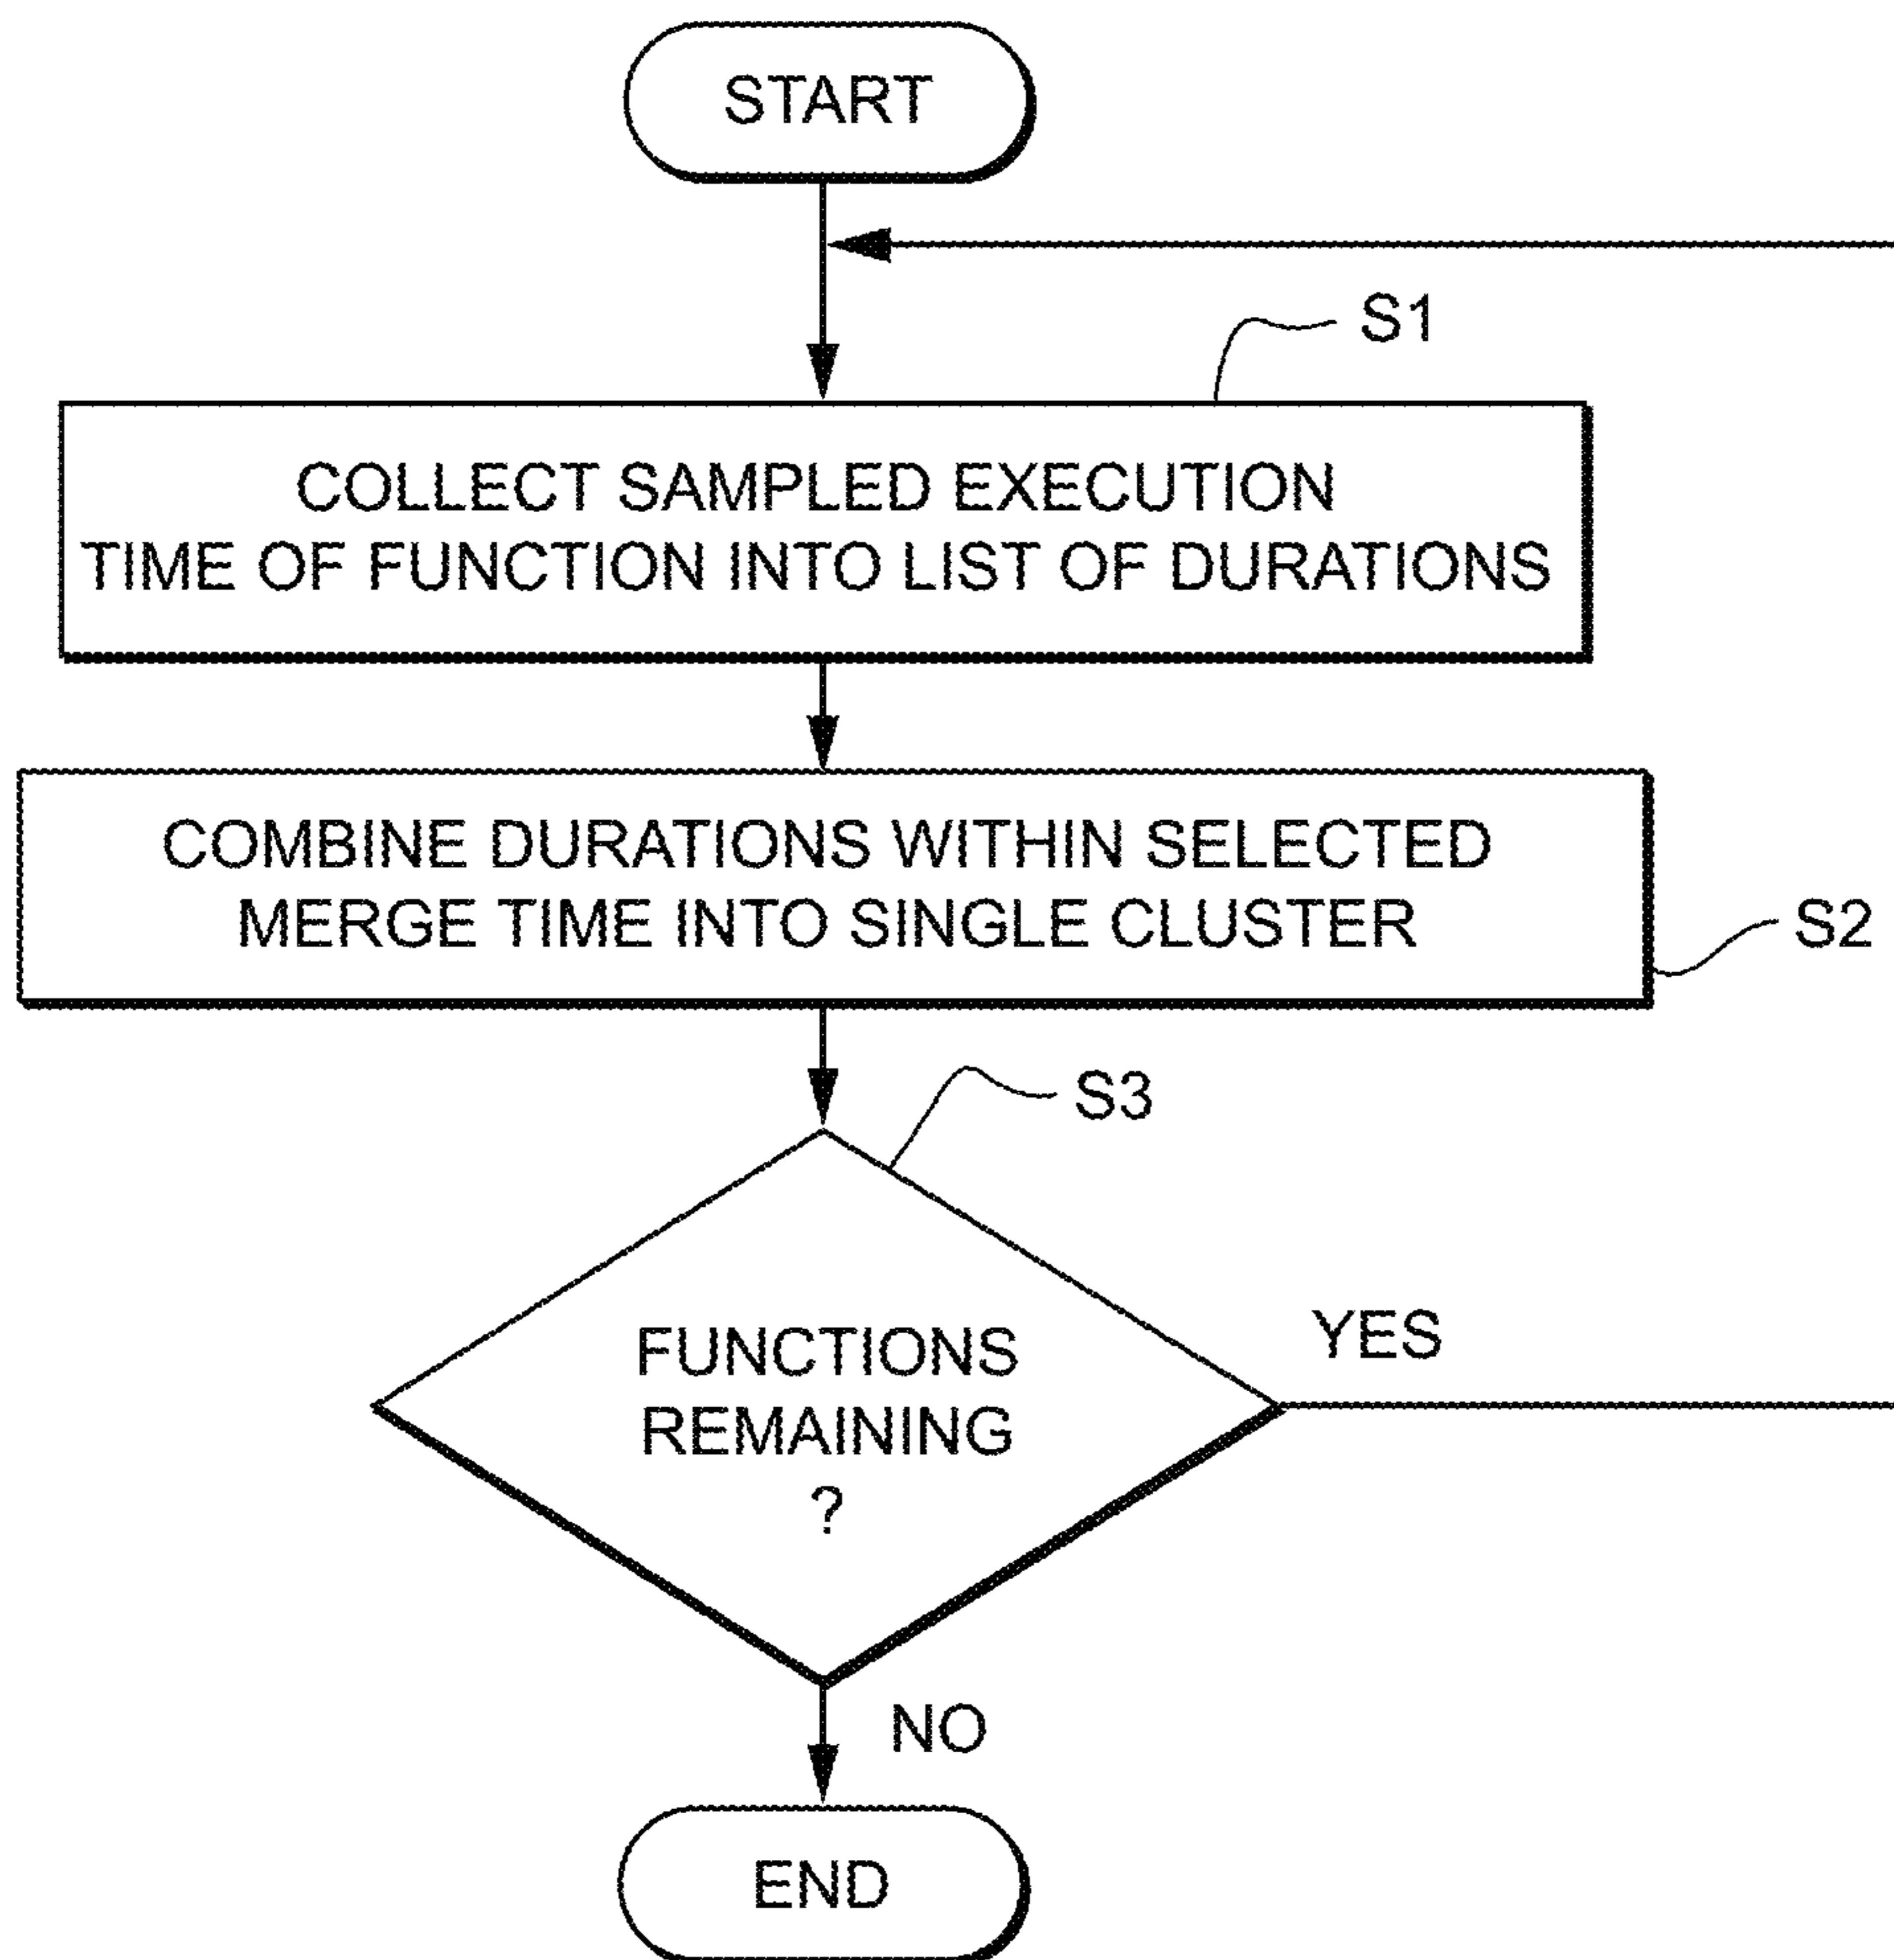 START
S1
COLLECT SAMPLED EXECUTION
TIME OF FUNCTION INTO LIST OF DURATIONS
COMBINE DURATIONS WITHIN SELECTED
MERGE TIME INTO SINGLE CLUSTER
S2
S3
FUNCTIONS
REMAINING
?
YES
NO
END